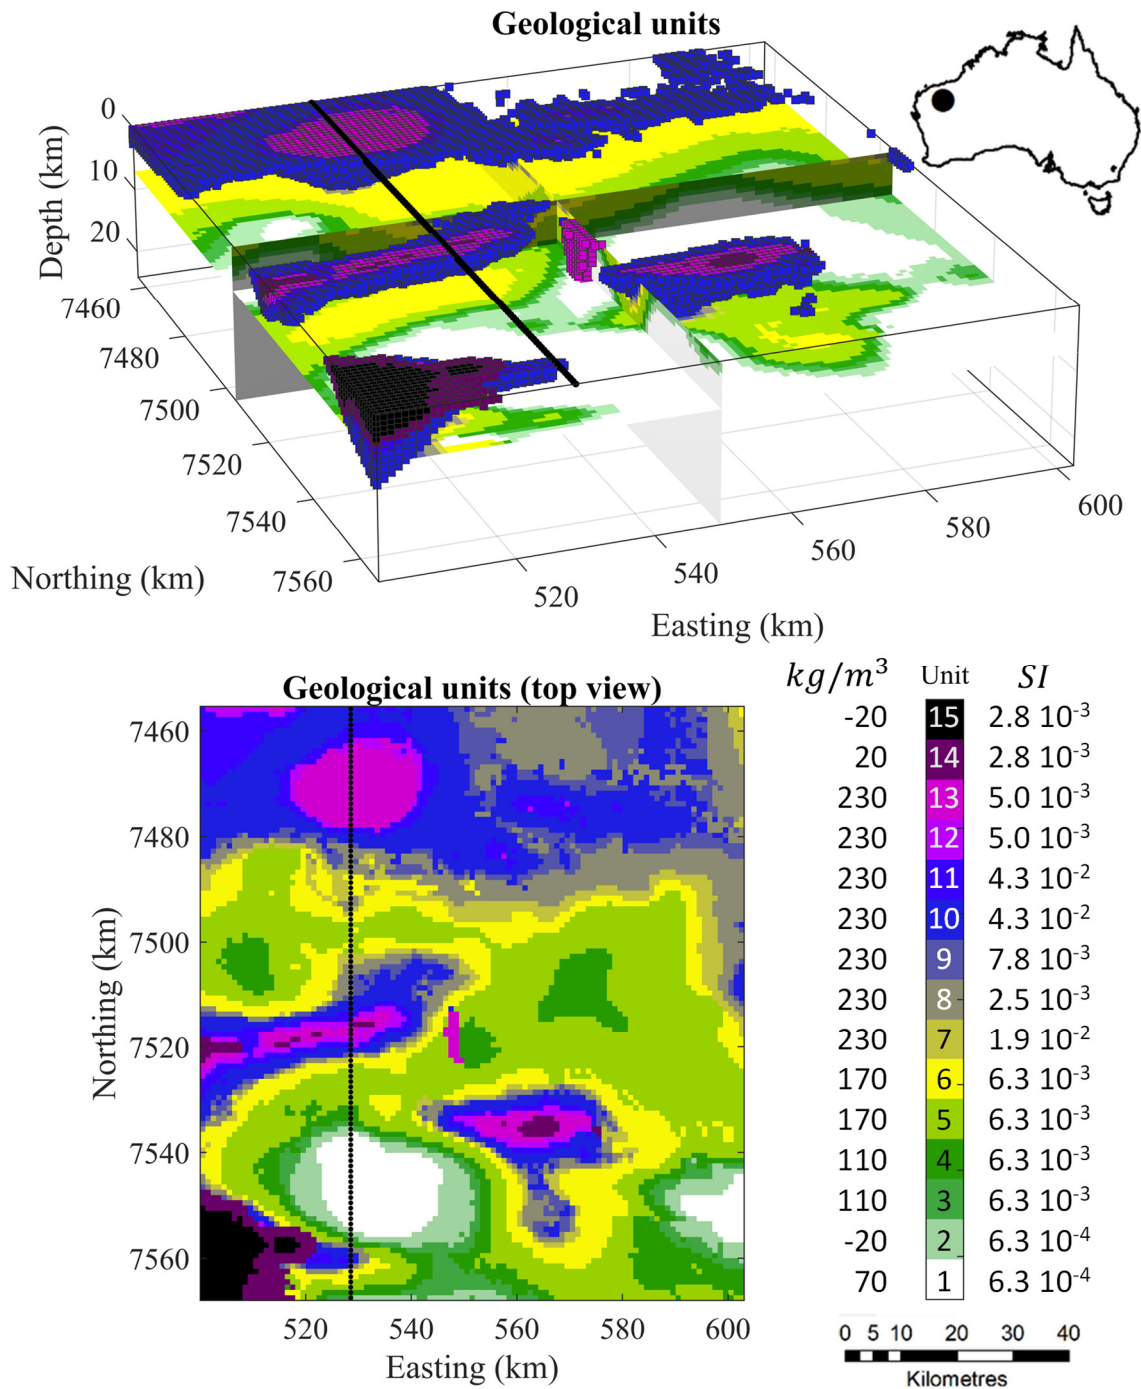 Geological units
0
10
20
Depth (km)
7460
7480
7500
7520
7540
7560
Northing (km)
520
540
560
580
600
Easting (km)
Geological units (top view)
7460
7480
7500
7520
7540
7560
Northing (km)
520 540 560 580 600
Easting (km)
kg/m³ Unit SI
-20 15 2.8 10⁻³
20 14 2.8 10⁻³
230 13 5.0 10⁻³
230 12 5.0 10⁻³
230 11 4.3 10⁻²
230 10 4.3 10⁻²
230 9 7.8 10⁻³
230 8 2.5 10⁻³
230 7 1.9 10⁻²
170 6 6.3 10⁻³
170 5 6.3 10⁻³
110 4 6.3 10⁻³
110 3 6.3 10⁻³
-20 2 6.3 10⁻⁴
70 1 6.3 10⁻⁴
0 5 10 20 30 40
Kilometres